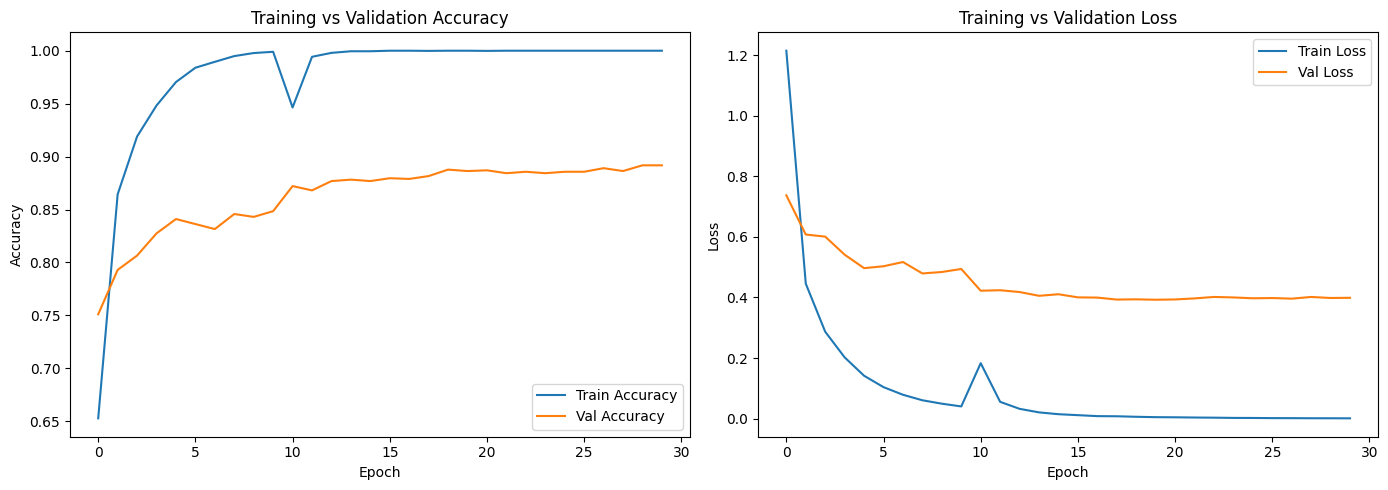 Training vs Validation Accuracy
1.00
0.95
0.90
0.85
0.80
0.75
0.70
0.65
Accuracy
Train Accuracy
Val Accuracy
0 5 10 15 20 25 30
Epoch
Training vs Validation Loss
1.2
1.0
0.8
0.6
0.4
0.2
0.0
Loss
Train Loss
Val Loss
0 5 10 15 20 25 30
Epoch